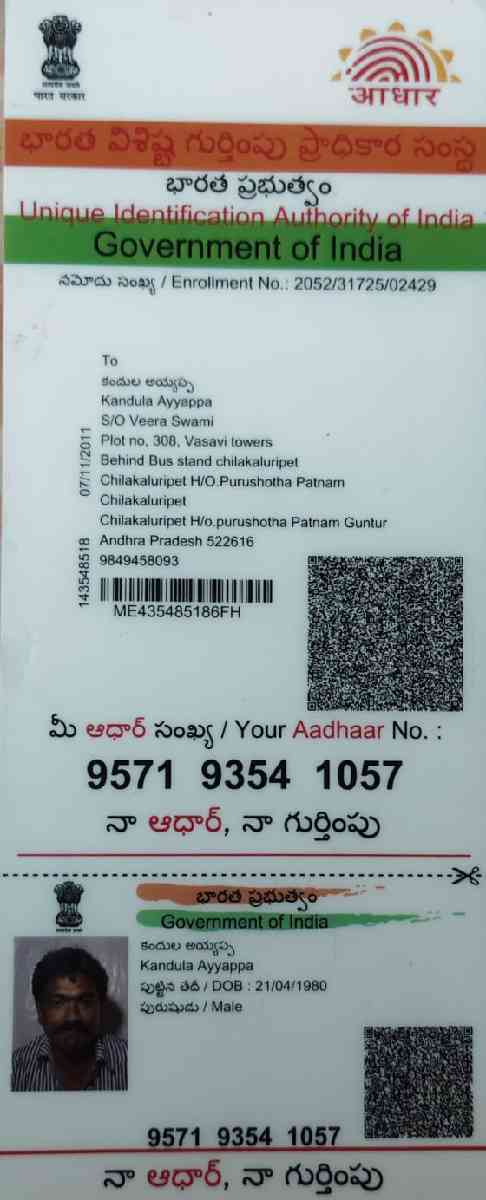 भारत सरकार
आधार
భారత విశిష్ట గుర్తింపు ప్రాధికార సంస్థ
భారత ప్రభుత్వం
Unique Identification Authority of India
Government of India
నమోదు సంఖ్య / Enrollment No.: 2052/31725/02429
To
కందుల అయ్యప్ప
Kandula Ayyappa
S/O Veera Swami
Plot no, 308, Vasavi towers
Behind Bus stand chilakaluripet
Chilakaluripet H/O.Purushotha Patnam
Chilakaluripet
Chilakaluripet H/o,purushotha Patnam Guntur
Andhra Pradesh 522616
9849458093
07/11/2011
143548518
ME435485186FH
మీ ఆధార్ సంఖ్య / Your Aadhaar No. :
9571 9354 1057
నా ఆధార్, నా గుర్తింపు
భారత ప్రభుత్వం
Government of India
కందుల అయ్యప్ప
Kandula Ayyappa
పుట్టిన తేదీ / DOB : 21/04/1980
పురుషుడు / Male
9571 9354 1057
నా ఆధార్, నా గుర్తింపు